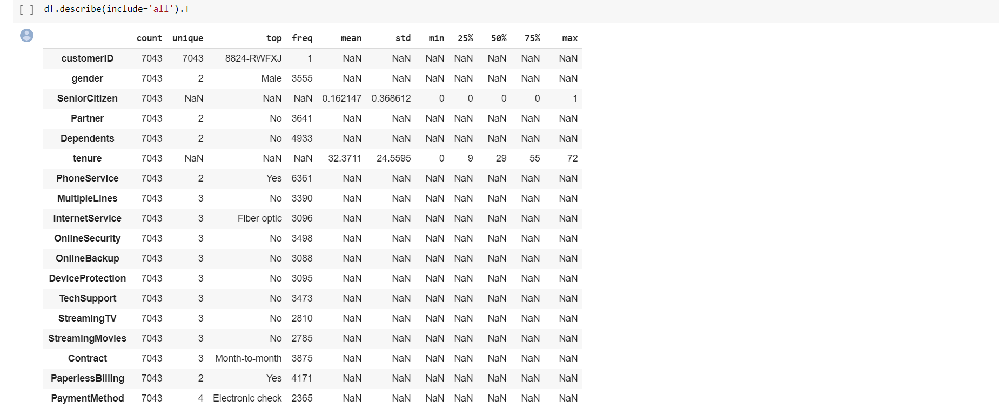 [ ] df.describe(include='all').T
count unique top freq mean std min 25% 50% 75% max
customerID 7043 7043 8824-RWFXJ 1 NaN NaN NaN NaN NaN NaN NaN
gender 7043 2 Male 3555 NaN NaN NaN NaN NaN NaN NaN
SeniorCitizen 7043 NaN NaN NaN 0.162147 0.368612 0 0 0 0 1
Partner 7043 2 No 3641 NaN NaN NaN NaN NaN NaN NaN
Dependents 7043 2 No 4933 NaN NaN NaN NaN NaN NaN NaN
tenure 7043 NaN NaN NaN 32.3711 24.5595 0 9 29 55 72
PhoneService 7043 2 Yes 6361 NaN NaN NaN NaN NaN NaN NaN
MultipleLines 7043 3 No 3390 NaN NaN NaN NaN NaN NaN NaN
InternetService 7043 3 Fiber optic 3096 NaN NaN NaN NaN NaN NaN NaN
OnlineSecurity 7043 3 No 3498 NaN NaN NaN NaN NaN NaN NaN
OnlineBackup 7043 3 No 3088 NaN NaN NaN NaN NaN NaN NaN
DeviceProtection 7043 3 No 3095 NaN NaN NaN NaN NaN NaN NaN
TechSupport 7043 3 No 3473 NaN NaN NaN NaN NaN NaN NaN
StreamingTV 7043 3 No 2810 NaN NaN NaN NaN NaN NaN NaN
StreamingMovies 7043 3 No 2785 NaN NaN NaN NaN NaN NaN NaN
Contract 7043 3 Month-to-month 3875 NaN NaN NaN NaN NaN NaN NaN
PaperlessBilling 7043 2 Yes 4171 NaN NaN NaN NaN NaN NaN NaN
PaymentMethod 7043 4 Electronic check 2365 NaN NaN NaN NaN NaN NaN NaN